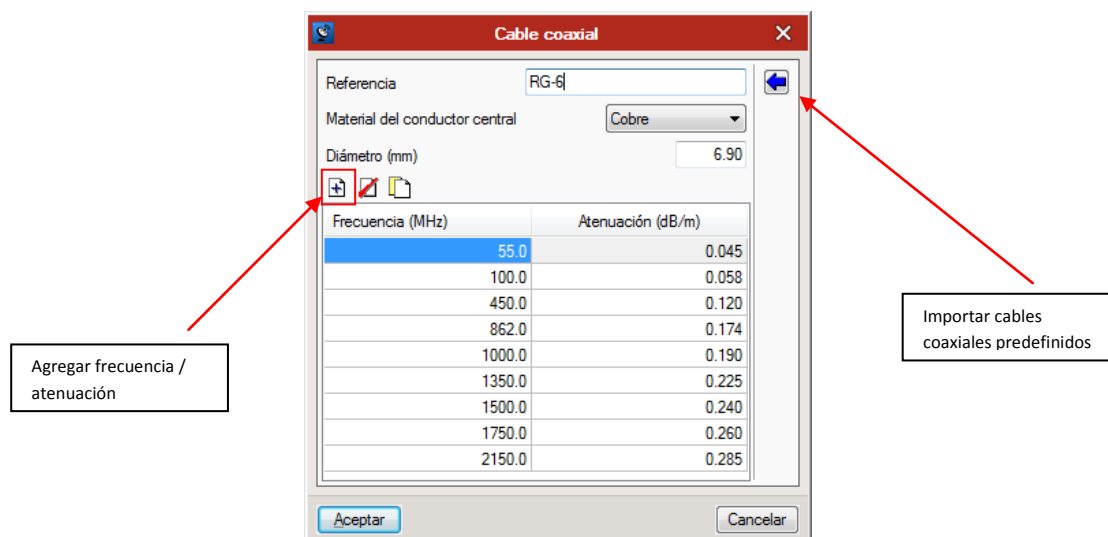 Cable coaxial
Referencia RG-6
Material del conductor central Cobre
Diámetro (mm) 6.90
Frecuencia (MHz) Atenuación (dB/m)
55.0 0.045
100.0 0.058
450.0 0.120
862.0 0.174
1000.0 0.190
1350.0 0.225
1500.0 0.240
1750.0 0.260
2150.0 0.285
Aceptar Cancelar
Agregar frecuencia /
atenuación
Importar cables
coaxiales predefinidos